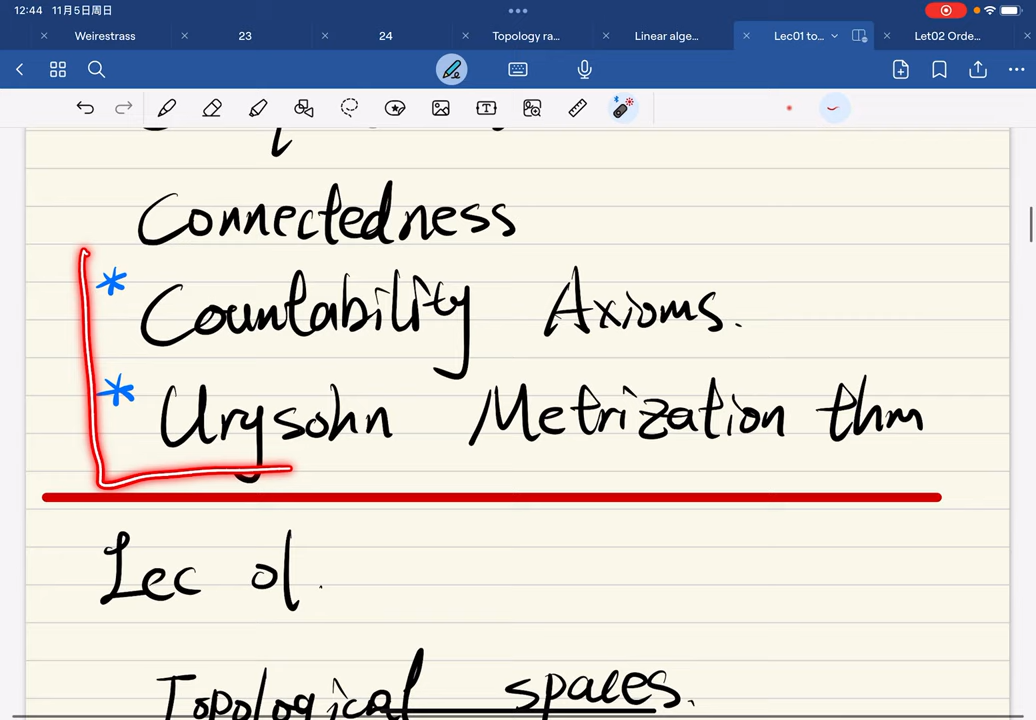 12:44 11月5日周日
Weirestrass 23 24 Topology ra... Linear alge... Lec01 to... Let02 Orde...
Connectedness
* Countability Axioms.
* Urysohn Metrization thm
Lec 01.
Topological spaces.